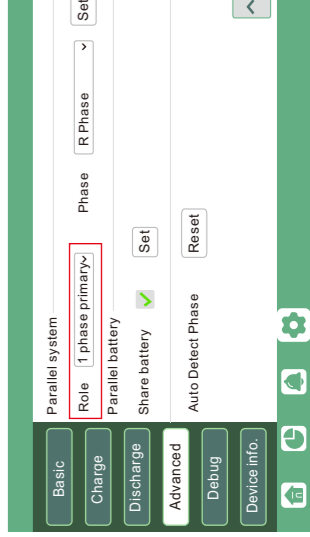 Basic
Charge
Discharge
Advanced
Debug
Device info.
Parallel system
Role 1 phase primary Phase R Phase Set
Parallel battery
Share battery Set
Auto Detect Phase Reset